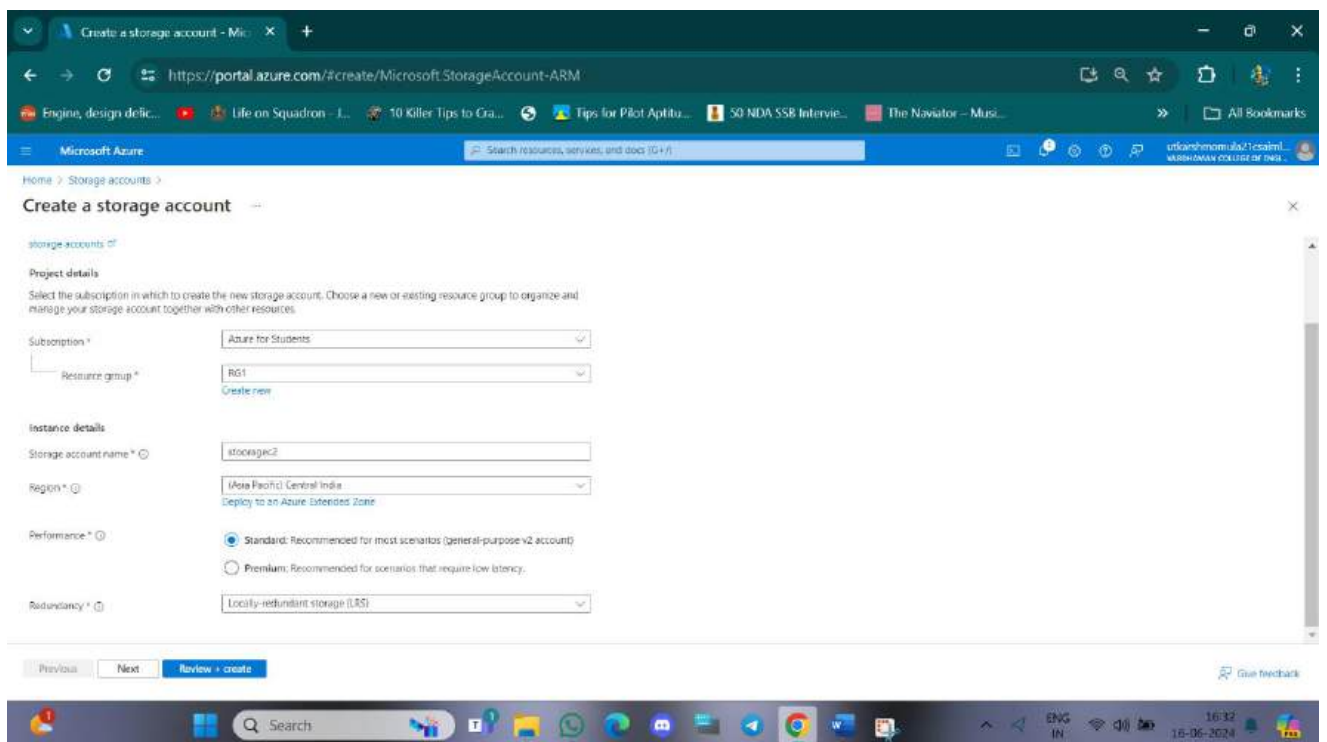 Create a storage account - Mic
https://portal.azure.com/#create/Microsoft.StorageAccount-ARM
Engine, design delic...
Life on Squadron - J...
10 Killer Tips to Cra...
Tips for Pilot Aptitu...
50 NDA SSB Intervie...
The Naviator – Musi...
»
All Bookmarks
Microsoft Azure
Search resources, services, and docs (G+/)
utkarshmomula21csaiml...
VARDHAMAN COLLEGE OF ENGI...
Home > Storage accounts >
Create a storage account ...
storage accounts
Project details
Select the subscription in which to create the new storage account. Choose a new or existing resource group to organize and
manage your storage account together with other resources.
Subscription *
Azure for Students
Resource group *
RG1
Create new
Instance details
Storage account name *
stooragec2
Region *
(Asia Pacific) Central India
Deploy to an Azure Extended Zone
Performance *
Standard: Recommended for most scenarios (general-purpose v2 account)
Premium: Recommended for scenarios that require low latency.
Redundancy *
Locally-redundant storage (LRS)
Previous
Next
Review + create
Give feedback
Search
ENG
IN
16:32
16-06-2024